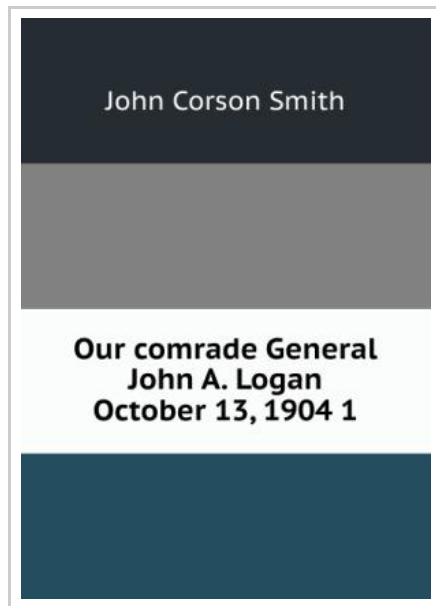 John Corson Smith
Our comrade General
John A. Logan
October 13, 1904 1